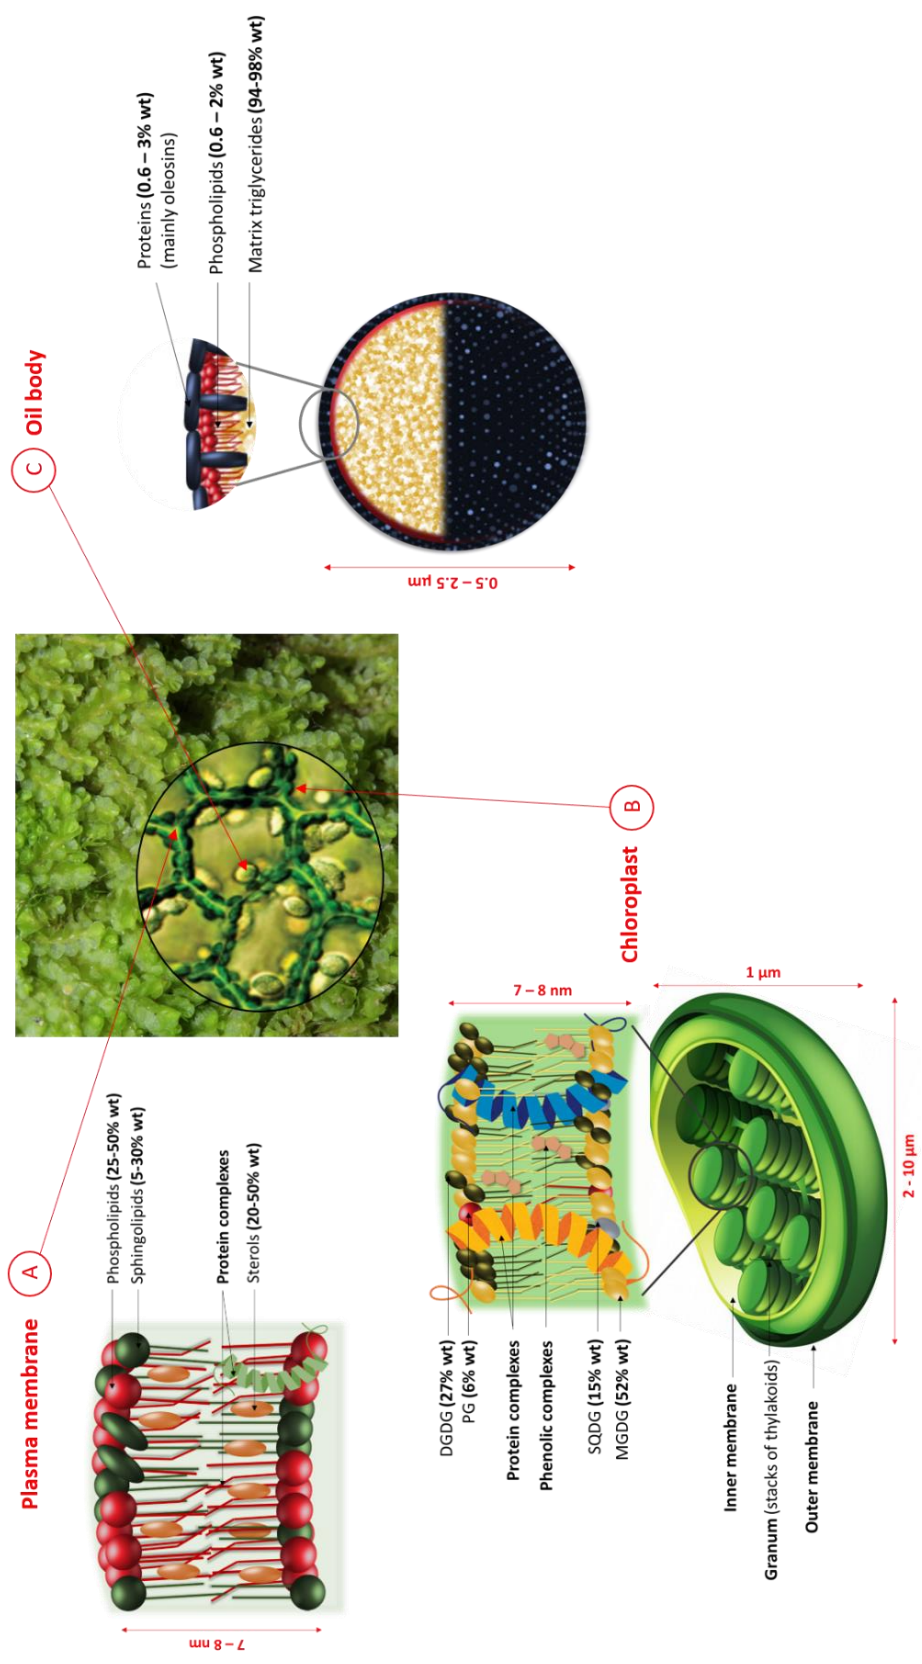 Plasma membrane
A
Phospholipids (25-50% wt)
Sphingolipids (5-30% wt)
Protein complexes
Sterols (20-50% wt)
7 – 8 nm
C
Oil body
Proteins (0.6 – 3% wt)
(mainly oleosins)
Phospholipids (0.6 – 2% wt)
Matrix triglycerides (94-98% wt)
0.5 – 2.5 µm
B
Chloroplast
DGDG (27% wt)
PG (6% wt)
Protein complexes
Phenolic complexes
SQDG (15% wt)
MGDG (52% wt)
7 – 8 nm
1 µm
2 - 10 µm
Inner membrane
Granum (stacks of thylakoids)
Outer membrane